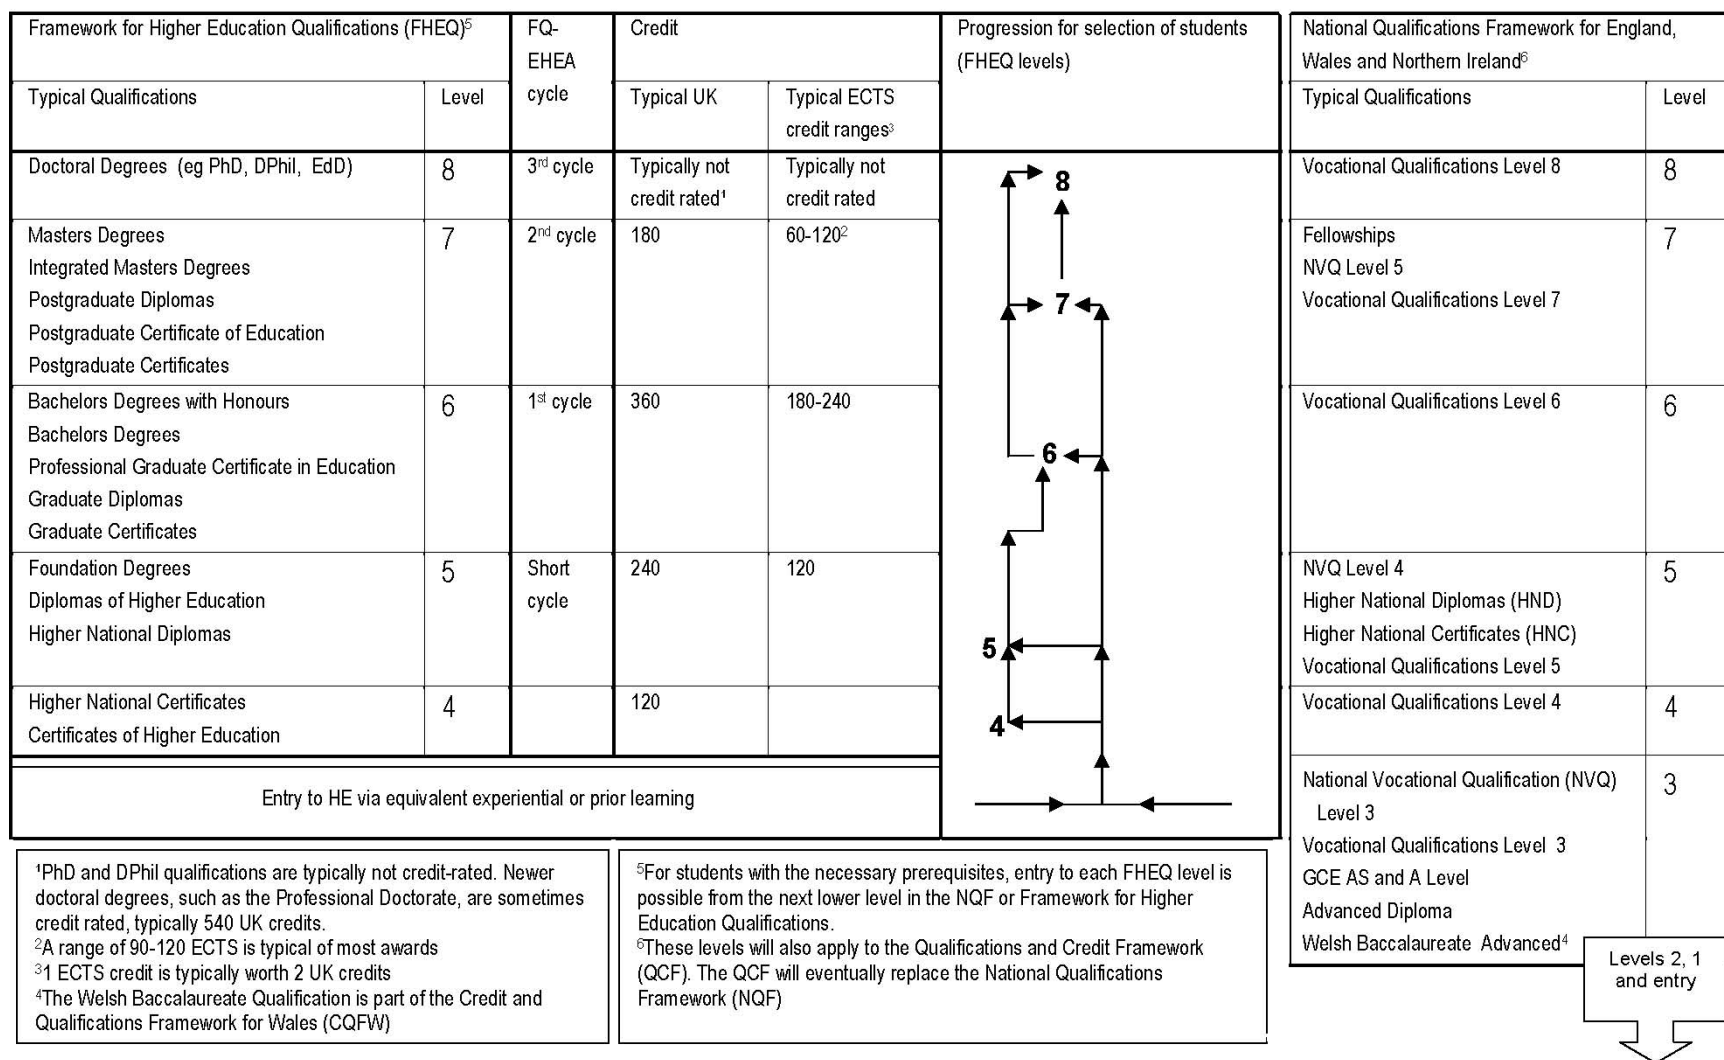 Framework for Higher Education Qualifications (FHEQ)⁵
FQ-
EHEA
cycle
Credit
Progression for selection of students
(FHEQ levels)
National Qualifications Framework for England,
Wales and Northern Ireland⁶
Typical Qualifications
Level
Typical UK
Typical ECTS
credit ranges³
Typical Qualifications
Level
Doctoral Degrees (eg PhD, DPhil, EdD)
8
3rd cycle
Typically not
credit rated¹
Typically not
credit rated
8
Vocational Qualifications Level 8
8
Masters Degrees
Integrated Masters Degrees
Postgraduate Diplomas
Postgraduate Certificate of Education
Postgraduate Certificates
7
2nd cycle
180
60-120²
7
Fellowships
NVQ Level 5
Vocational Qualifications Level 7
7
Bachelors Degrees with Honours
Bachelors Degrees
Professional Graduate Certificate in Education
Graduate Diplomas
Graduate Certificates
6
1st cycle
360
180-240
6
Vocational Qualifications Level 6
6
Foundation Degrees
Diplomas of Higher Education
Higher National Diplomas
5
Short
cycle
240
120
5
NVQ Level 4
Higher National Diplomas (HND)
Higher National Certificates (HNC)
Vocational Qualifications Level 5
5
Higher National Certificates
Certificates of Higher Education
4
120
4
Vocational Qualifications Level 4
4
Entry to HE via equivalent experiential or prior learning
National Vocational Qualification (NVQ)
Level 3
Vocational Qualifications Level 3
GCE AS and A Level
Advanced Diploma
Welsh Baccalaureate Advanced⁴
3
Levels 2, 1
and entry
¹PhD and DPhil qualifications are typically not credit-rated. Newer
doctoral degrees, such as the Professional Doctorate, are sometimes
credit rated, typically 540 UK credits.
²A range of 90-120 ECTS is typical of most awards
³1 ECTS credit is typically worth 2 UK credits
⁴The Welsh Baccalaureate Qualification is part of the Credit and
Qualifications Framework for Wales (CQFW)
⁵For students with the necessary prerequisites, entry to each FHEQ level is
possible from the next lower level in the NQF or Framework for Higher
Education Qualifications.
⁶These levels will also apply to the Qualifications and Credit Framework
(QCF). The QCF will eventually replace the National Qualifications
Framework (NQF)